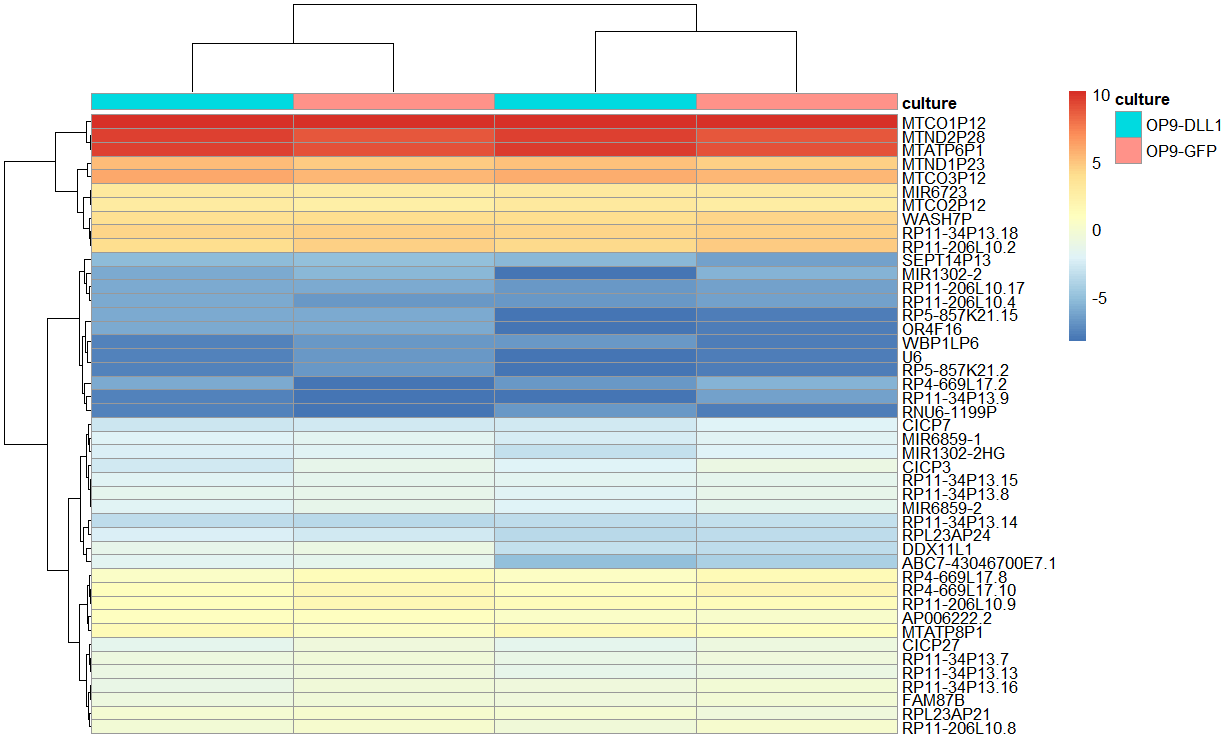 culture
MTCO1P12
MTND2P28
MTATP6P1
MTND1P23
MTCO3P12
MIR6723
MTCO2P12
WASH7P
RP11-34P13.18
RP11-206L10.2
SEPT14P13
MIR1302-2
RP11-206L10.17
RP11-206L10.4
RP5-857K21.15
OR4F16
WBP1LP6
U6
RP5-857K21.2
RP4-669L17.2
RP11-34P13.9
RNU6-1199P
CICP7
MIR6859-1
MIR1302-2HG
CICP3
RP11-34P13.15
RP11-34P13.8
MIR6859-2
RP11-34P13.14
RPL23AP24
DDX11L1
ABC7-43046700E7.1
RP4-669L17.8
RP4-669L17.10
RP11-206L10.9
AP006222.2
MTATP8P1
CICP27
RP11-34P13.7
RP11-34P13.13
RP11-34P13.16
FAM87B
RPL23AP21
RP11-206L10.8
10
5
0
-5
culture
OP9-DLL1
OP9-GFP